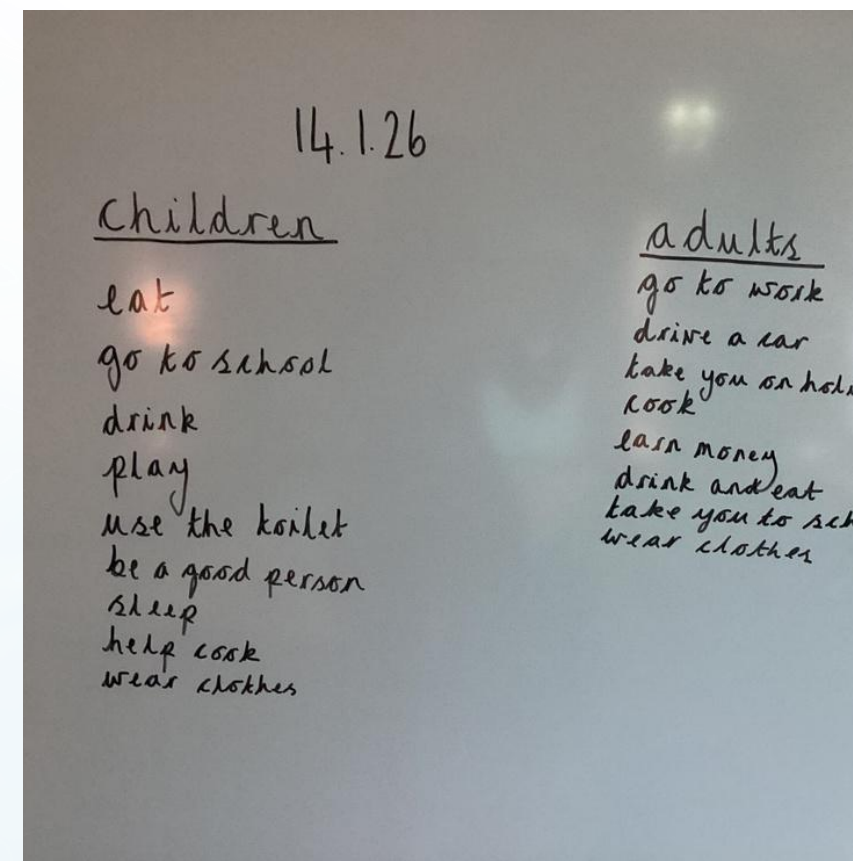 14.1.26
children
eat
go to school
drink
play
use the toilet
be a good person
sleep
help cook
wear clothes
adults
go to work
drive a car
take you on
cook
earn money
drink and eat
take you to
wear clothes